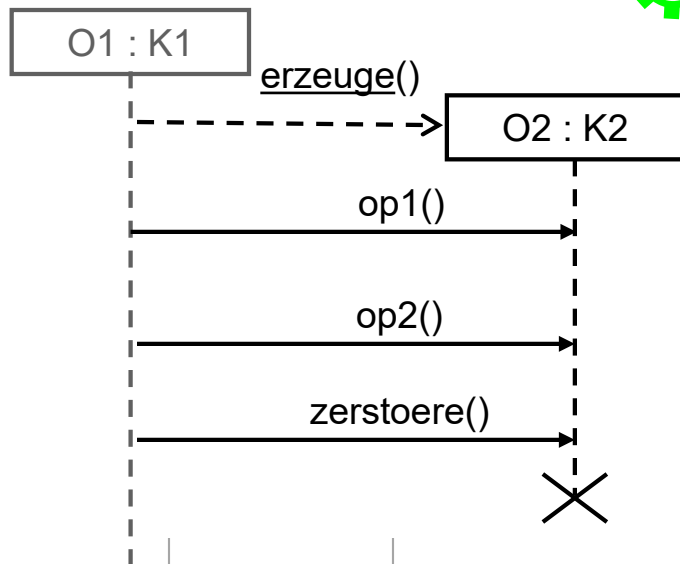 O1 : K1
erzeuge()
O2 : K2
op1()
op2()
zerstoere()